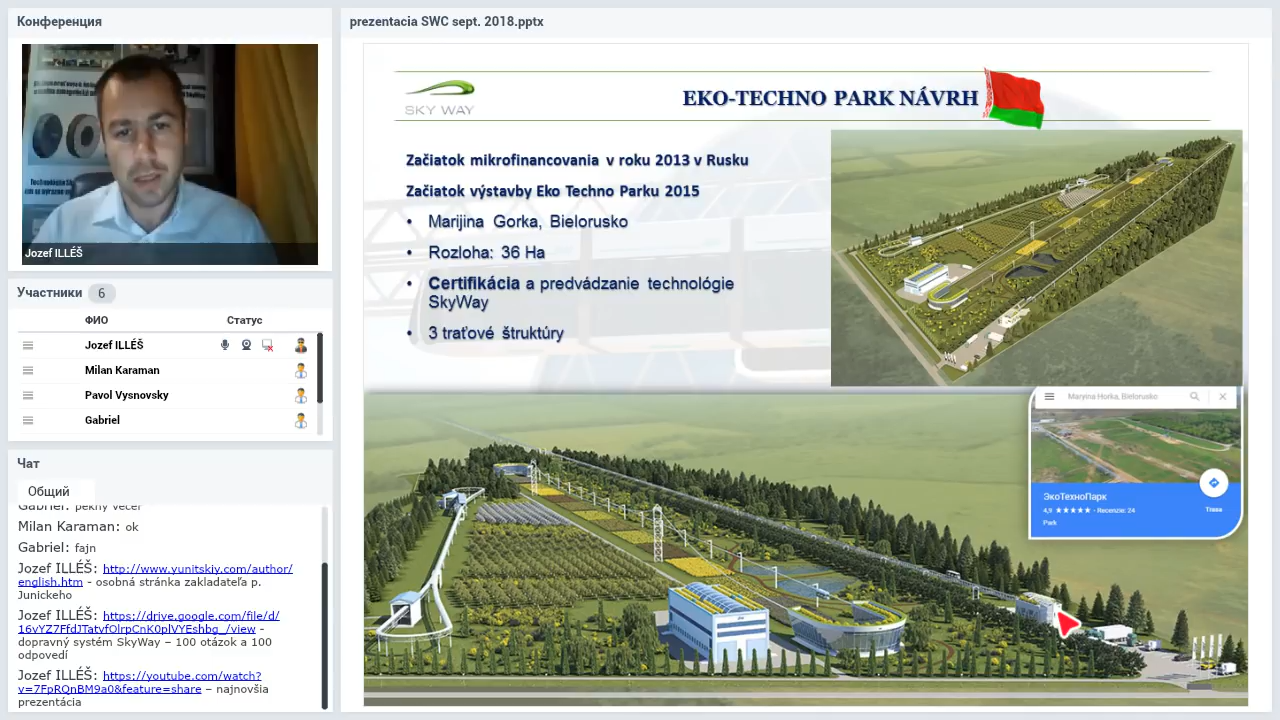 Конференция
Jozef ILLÉŠ
Участники 6
ФИО Статус
Jozef ILLÉŠ
Milan Karaman
Pavol Vysnovsky
Gabriel
Чат
Общий
Gabriel: pekny vecer
Milan Karaman: ok
Gabriel: fajn
Jozef ILLÉŠ: http://www.yunitskiy.com/author/
english.htm - osobná stránka zakladateľa p.
Junickeho
Jozef ILLÉŠ: https://drive.google.com/file/d/
16vYZ7FfdJTatvfOlrpCnK0plVYEshbg_/view -
dopravný systém SkyWay – 100 otázok a 100
odpovedí
Jozef ILLÉŠ: https://youtube.com/watch?
v=7FpRQnBM9a0&feature=share – najnovšia
prezentácia
prezentacia SWC sept. 2018.pptx
SKY WAY
EKO-TECHNO PARK NÁVRH
Začiatok mikrofinancovania v roku 2013 v Rusku
Začiatok výstavby Eko Techno Parku 2015
• Marijina Gorka, Bielorusko
• Rozloha: 36 Ha
• Certifikácia a predvádzanie technológie
SkyWay
• 3 traťové štruktúry
Maryina Horka, Bielorusko
ЭкоТехноПарк
4,9 ★★★★★ - Recenzie: 24
Park
Trasa